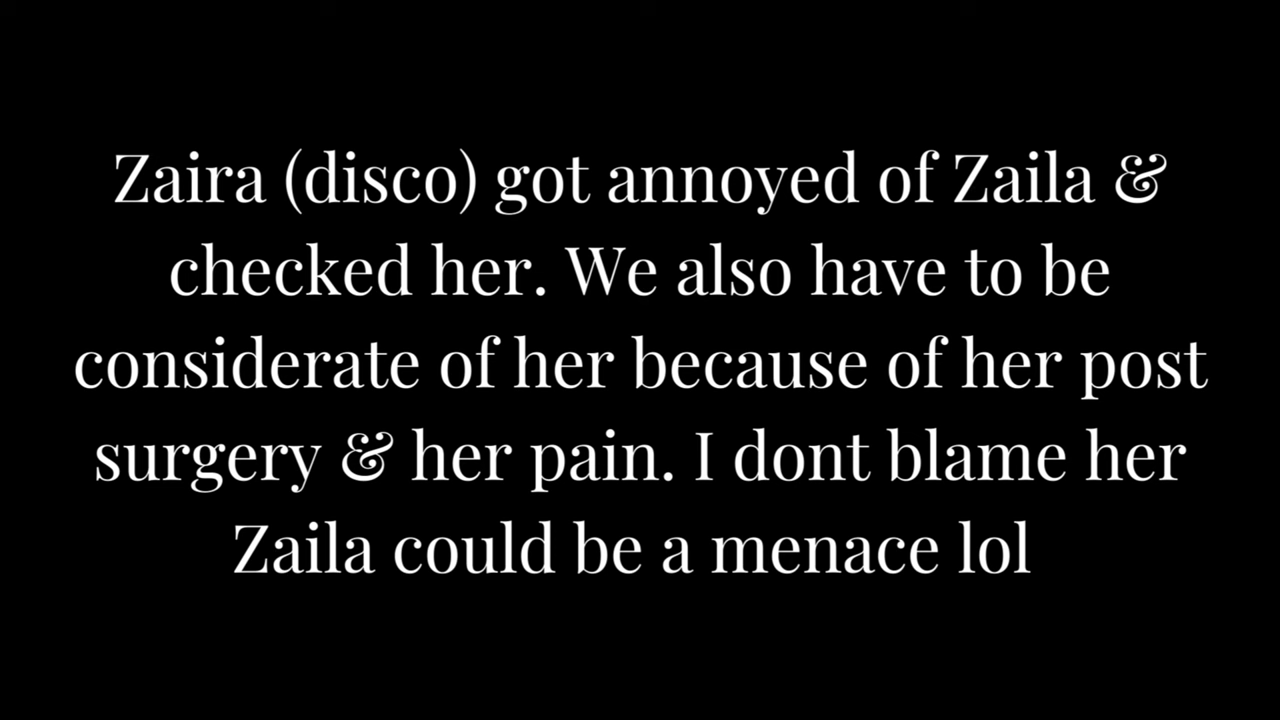 Zaira (disco) got annoyed of Zaila &
checked her. We also have to be
considerate of her because of her post
surgery & her pain. I dont blame her
Zaila could be a menace lol